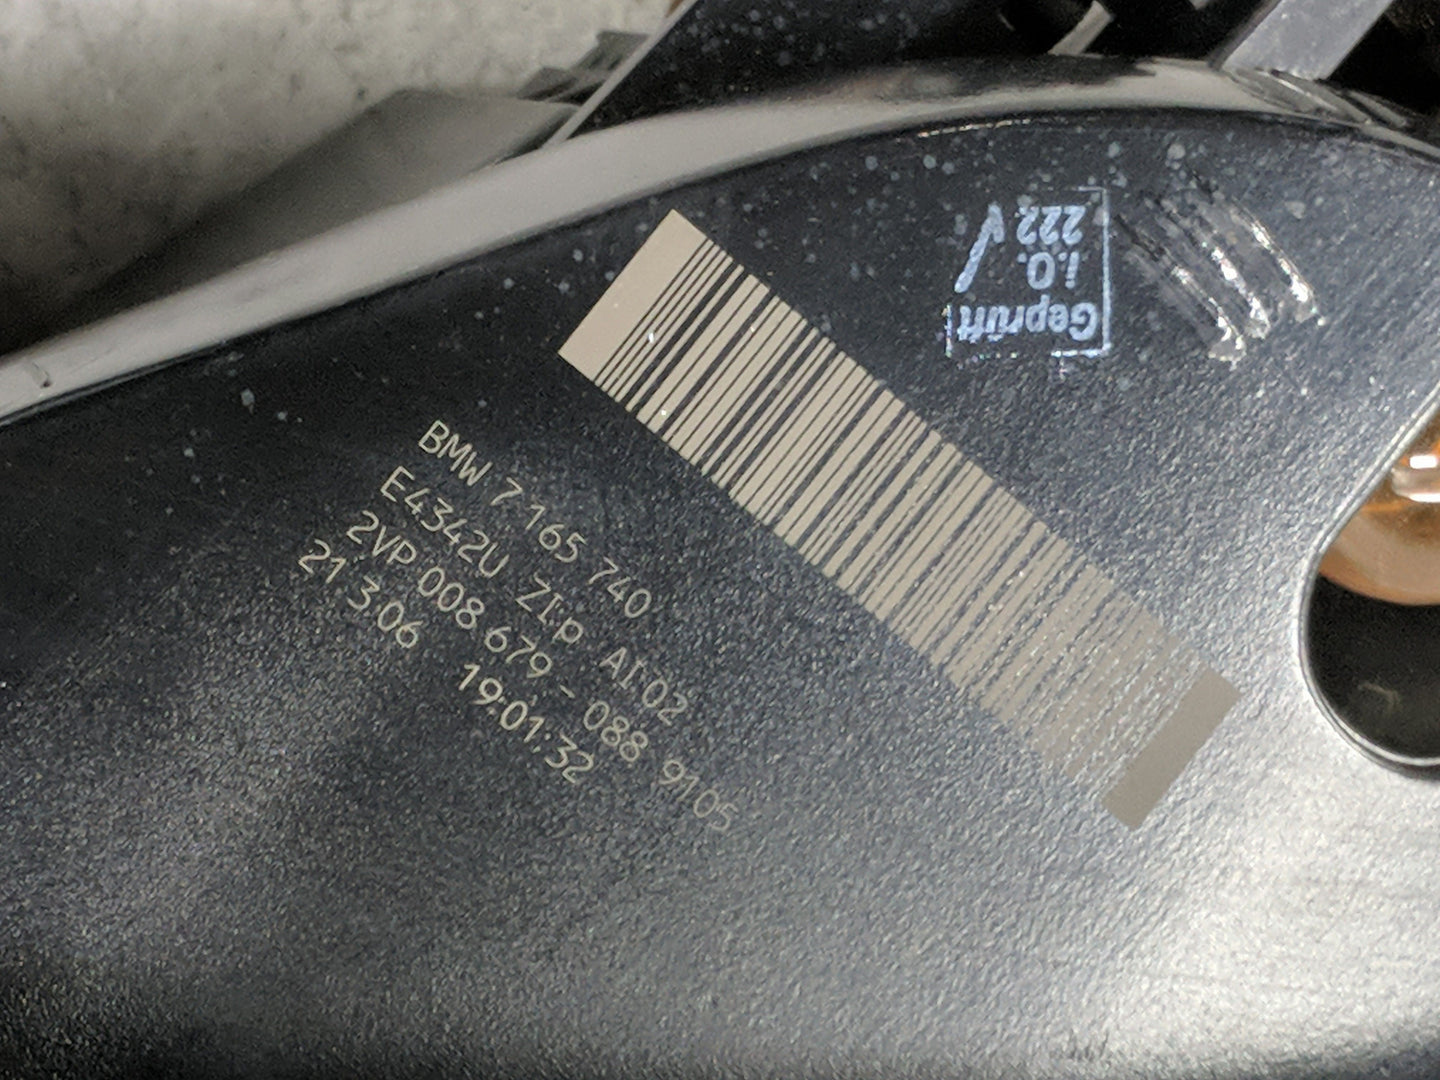 BMW 7 165 740
E4342U ZI.p AI:02
2VP 008 679 - 088 9105
21.3.06 19:01:32
Geprüft
i.O.
222